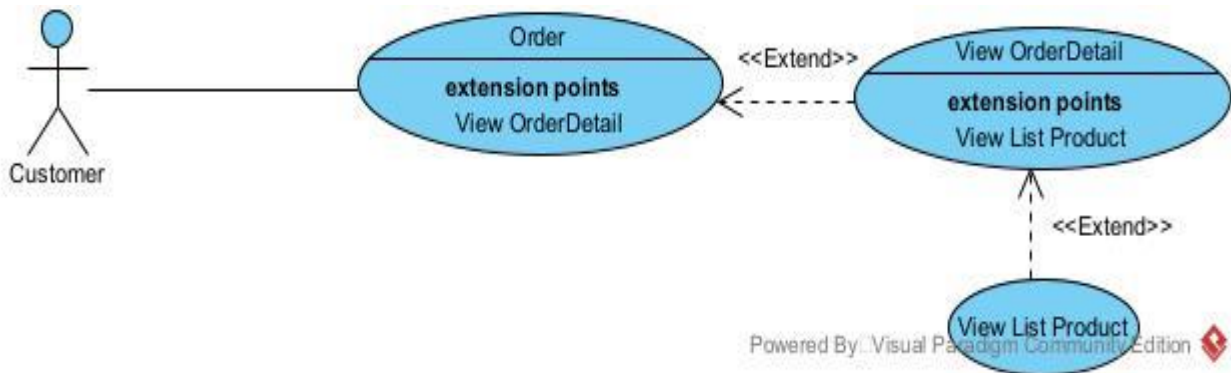 Order
extension points
View OrderDetail
<<Extend>>
View OrderDetail
extension points
View List Product
Customer
<<Extend>>
View List Product
Powered By: Visual Paradigm Community Edition